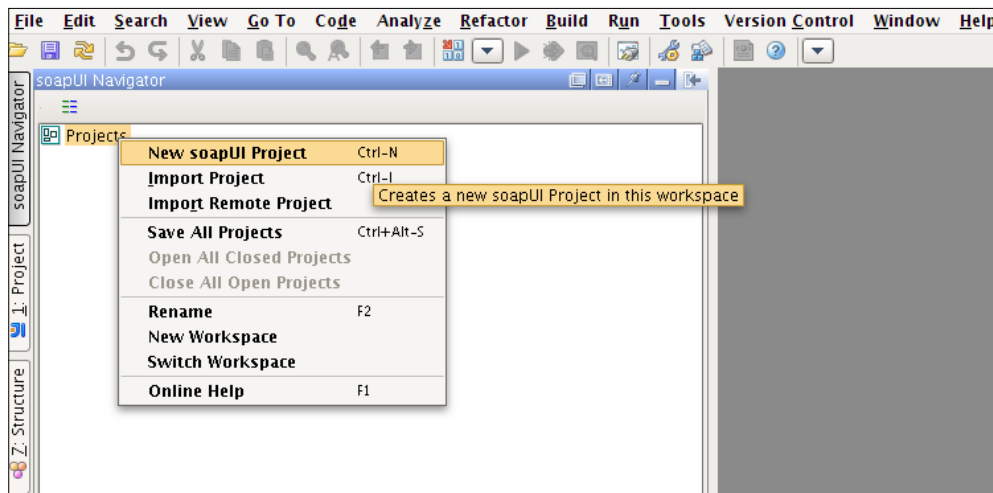 File Edit Search View Go To Code Analyze Refactor Build Run Tools Version Control Window Help
soapUI Navigator
soapUI Navigator
1: Project
Z: Structure
Projects
New soapUI Project Ctrl-N
Import Project Ctrl-I
Creates a new soapUI Project in this workspace
Import Remote Project
Save All Projects Ctrl+Alt-S
Open All Closed Projects
Close All Open Projects
Rename F2
New Workspace
Switch Workspace
Online Help F1